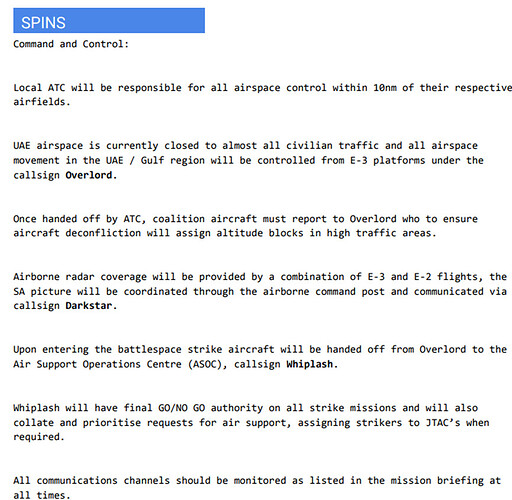 SPINS
Command and Control:
Local ATC will be responsible for all airspace control within 10nm of their respective
airfields.
UAE airspace is currently closed to almost all civilian traffic and all airspace
movement in the UAE / Gulf region will be controlled from E-3 platforms under the
callsign Overlord.
Once handed off by ATC, coalition aircraft must report to Overlord who to ensure
aircraft deconfliction will assign altitude blocks in high traffic areas.
Airborne radar coverage will be provided by a combination of E-3 and E-2 flights, the
SA picture will be coordinated through the airborne command post and communicated via
callsign Darkstar.
Upon entering the battlespace strike aircraft will be handed off from Overlord to the
Air Support Operations Centre (ASOC), callsign Whiplash.
Whiplash will have final GO/NO GO authority on all strike missions and will also
collate and prioritise requests for air support, assigning strikers to JTAC’s when
required.
All communications channels should be monitored as listed in the mission briefing at
all times.